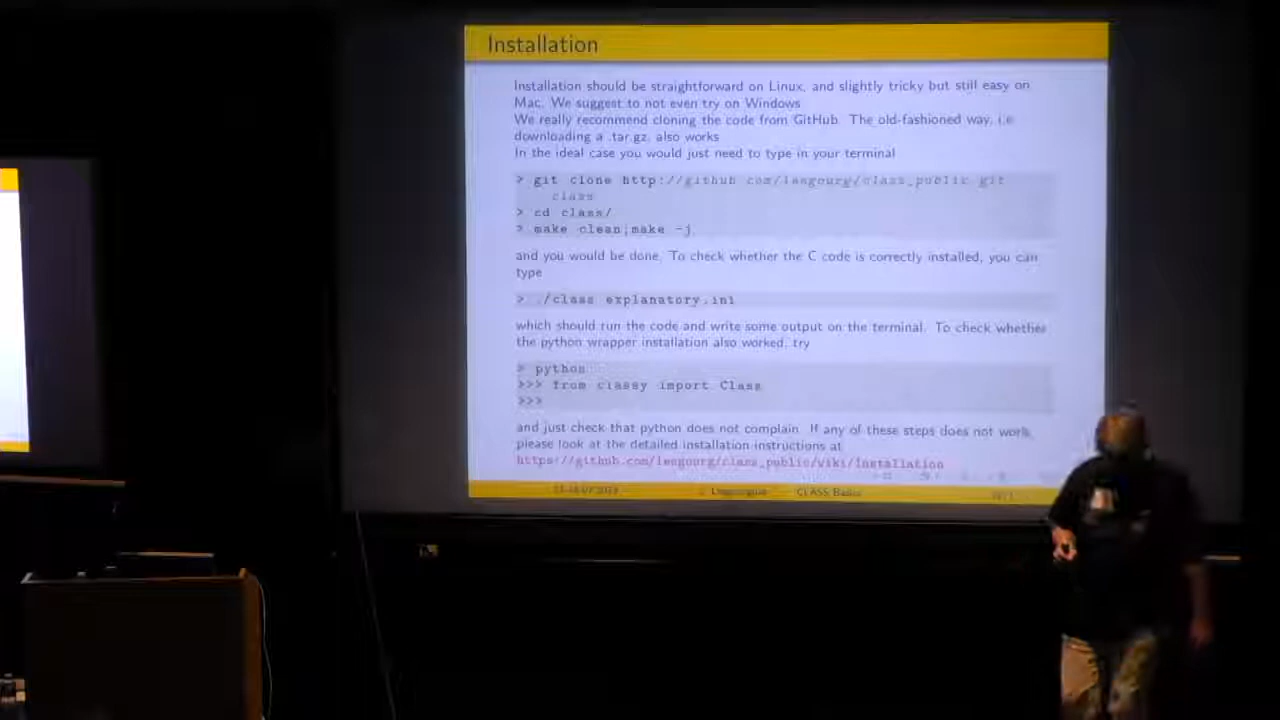 Installation
Installation should be straightforward on Linux, and slightly tricky but still easy on
Mac. We suggest to not even try on Windows
We really recommend cloning the code from GitHub. The old-fashioned way, i.e
downloading a .tar.gz, also works
In the ideal case you would just need to type in your terminal
> git clone http://github.com/lesgourg/class_public.git
class
> cd class/
> make clean;make -j
and you would be done. To check whether the C code is correctly installed, you can
type
> ./class explanatory.ini
which should run the code and write some output on the terminal. To check whether
the python wrapper installation also worked, try
> python
>>> from classy import Class
>>>
and just check that python does not complain. If any of these steps does not work,
please look at the detailed installation instructions at
https://github.com/lesgourg/class_public/wiki/Installation
CLASS Basics